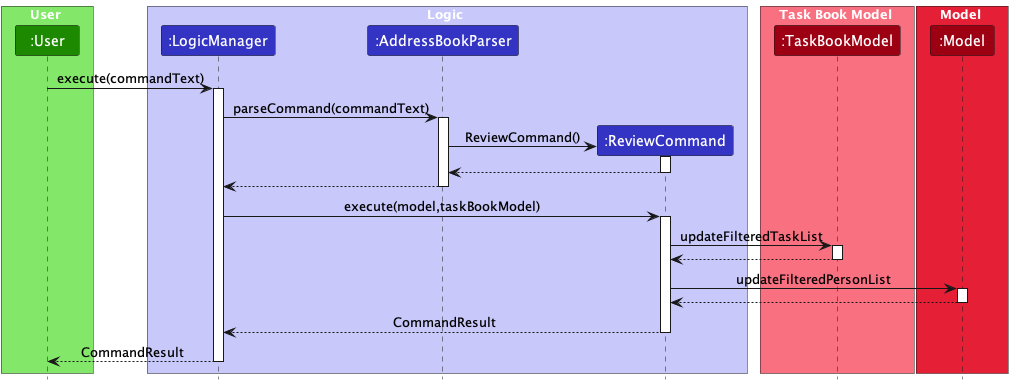 User
Logic
Task Book Model
Model
:User
:LogicManager
:AddressBookParser
:TaskBookModel
:Model
execute(commandText)
parseCommand(commandText)
ReviewCommand()
:ReviewCommand
execute(model,taskBookModel)
updateFilteredTaskList
updateFilteredPersonList
CommandResult
CommandResult